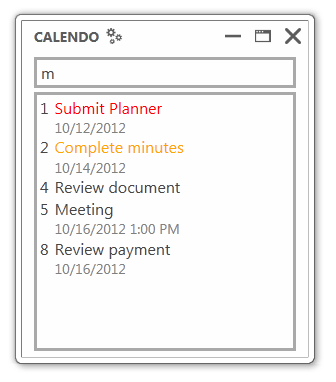 CALENDO
m
1 Submit Planner
10/12/2012
2 Complete minutes
10/14/2012
4 Review document
5 Meeting
10/16/2012 1:00 PM
8 Review payment
10/16/2012